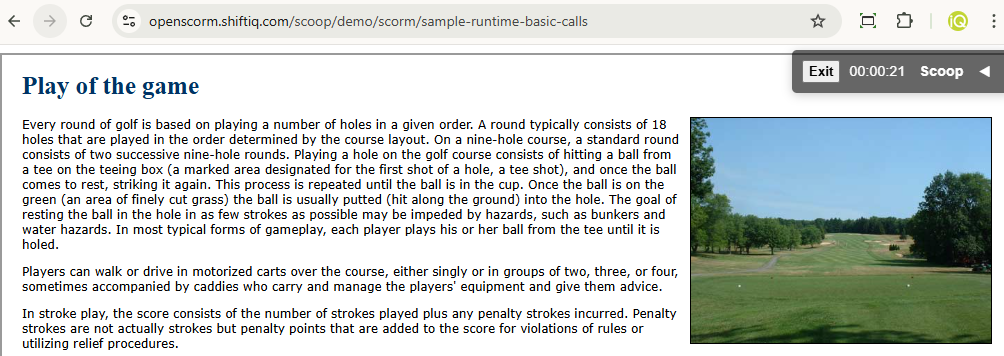 openscorm.shiftiq.com/scoop/demo/scorm/sample-runtime-basic-calls
iQ
Exit 00:00:21 Scoop
Play of the game
Every round of golf is based on playing a number of holes in a given order. A round typically consists of 18
holes that are played in the order determined by the course layout. On a nine-hole course, a standard round
consists of two successive nine-hole rounds. Playing a hole on the golf course consists of hitting a ball from
a tee on the teeing box (a marked area designated for the first shot of a hole, a tee shot), and once the ball
comes to rest, striking it again. This process is repeated until the ball is in the cup. Once the ball is on the
green (an area of finely cut grass) the ball is usually putted (hit along the ground) into the hole. The goal of
resting the ball in the hole in as few strokes as possible may be impeded by hazards, such as bunkers and
water hazards. In most typical forms of gameplay, each player plays his or her ball from the tee until it is
holed.
Players can walk or drive in motorized carts over the course, either singly or in groups of two, three, or four,
sometimes accompanied by caddies who carry and manage the players' equipment and give them advice.
In stroke play, the score consists of the number of strokes played plus any penalty strokes incurred. Penalty
strokes are not actually strokes but penalty points that are added to the score for violations of rules or
utilizing relief procedures.